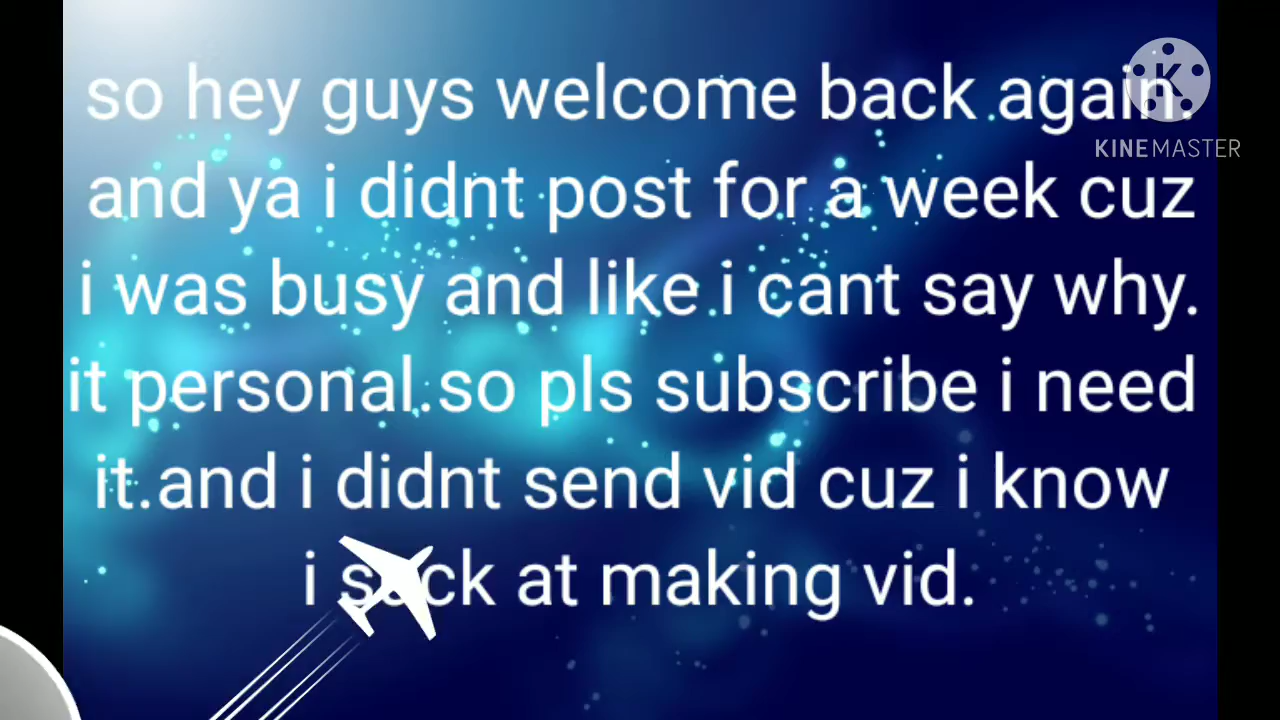 so hey guys welcome back again.
and ya i didnt post for a week cuz
i was busy and like i cant say why.
it personal.so pls subscribe i need
it.and i didnt send vid cuz i know
i suck at making vid.
K
KINEMASTER